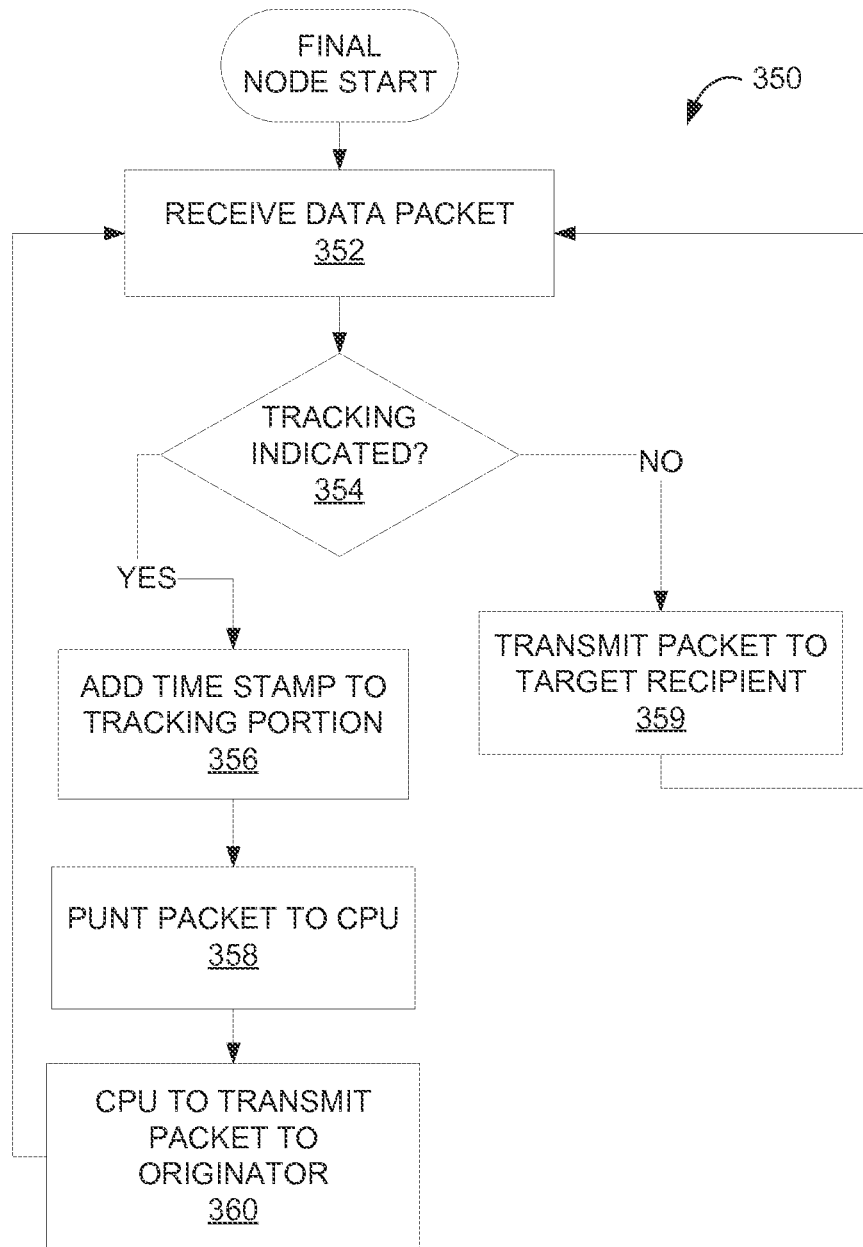 FINAL
NODE START
350
RECEIVE DATA PACKET
352
TRACKING
INDICATED?
354
NO
YES
ADD TIME STAMP TO
TRACKING PORTION
356
TRANSMIT PACKET TO
TARGET RECIPIENT
359
PUNT PACKET TO CPU
358
CPU TO TRANSMIT
PACKET TO
ORIGINATOR
360